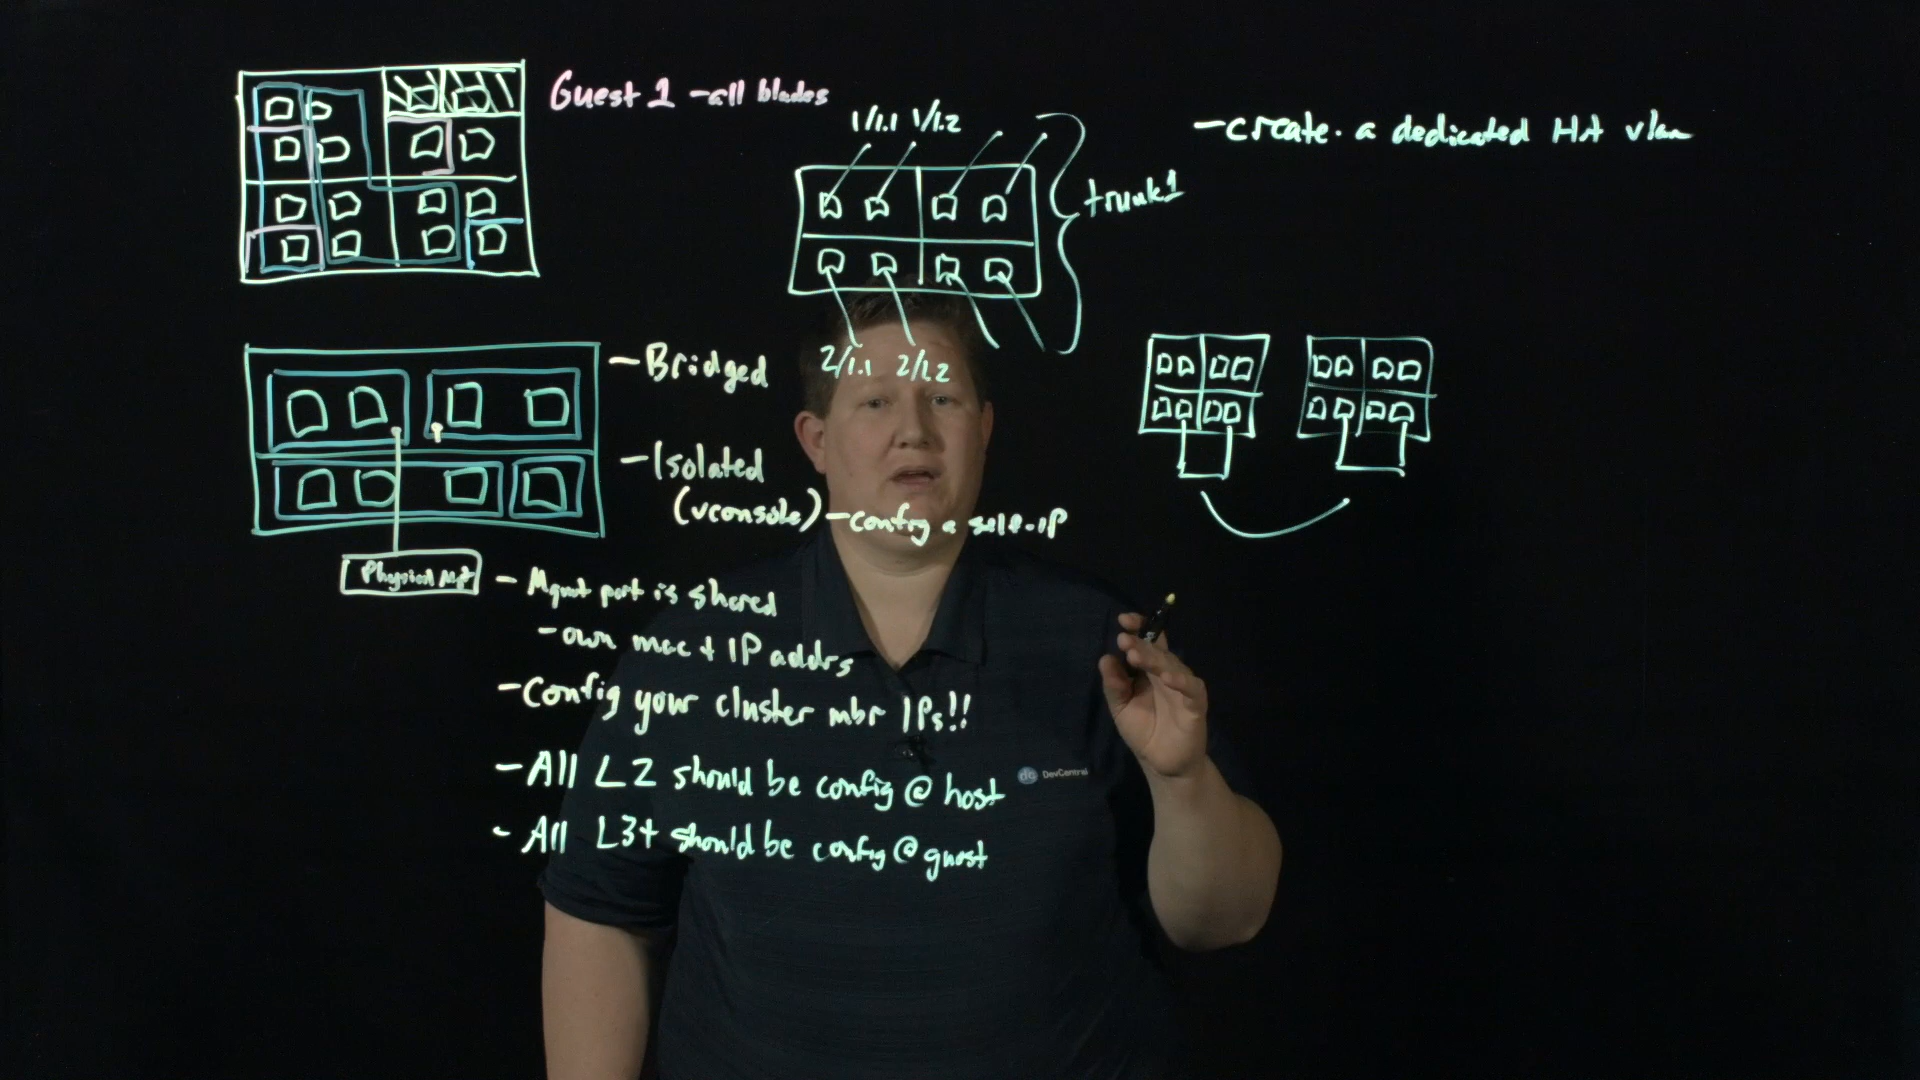 Guest 1 - all blades
1/1.1 1/1.2
- create a dedicated HA vlan
trunk1
- Bridged
2/1.1 2/1.2
- Isolated
(vconsole) - config a self-IP
Physical Mgt
- Mgmt port is shared
- own mac + IP addrs
- Config your cluster mbr IPs!!
- All L2 should be config @ host
dc DevCentral
- All L3+ should be config @ guest